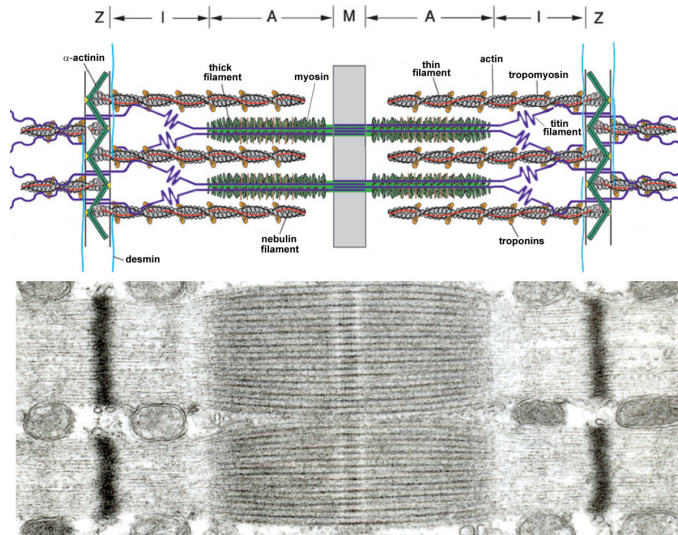 Z I A M A I Z
α-actinin
thick
filament
myosin
thin
filament
actin
tropomyosin
titin
filament
nebulin
filament
troponins
desmin